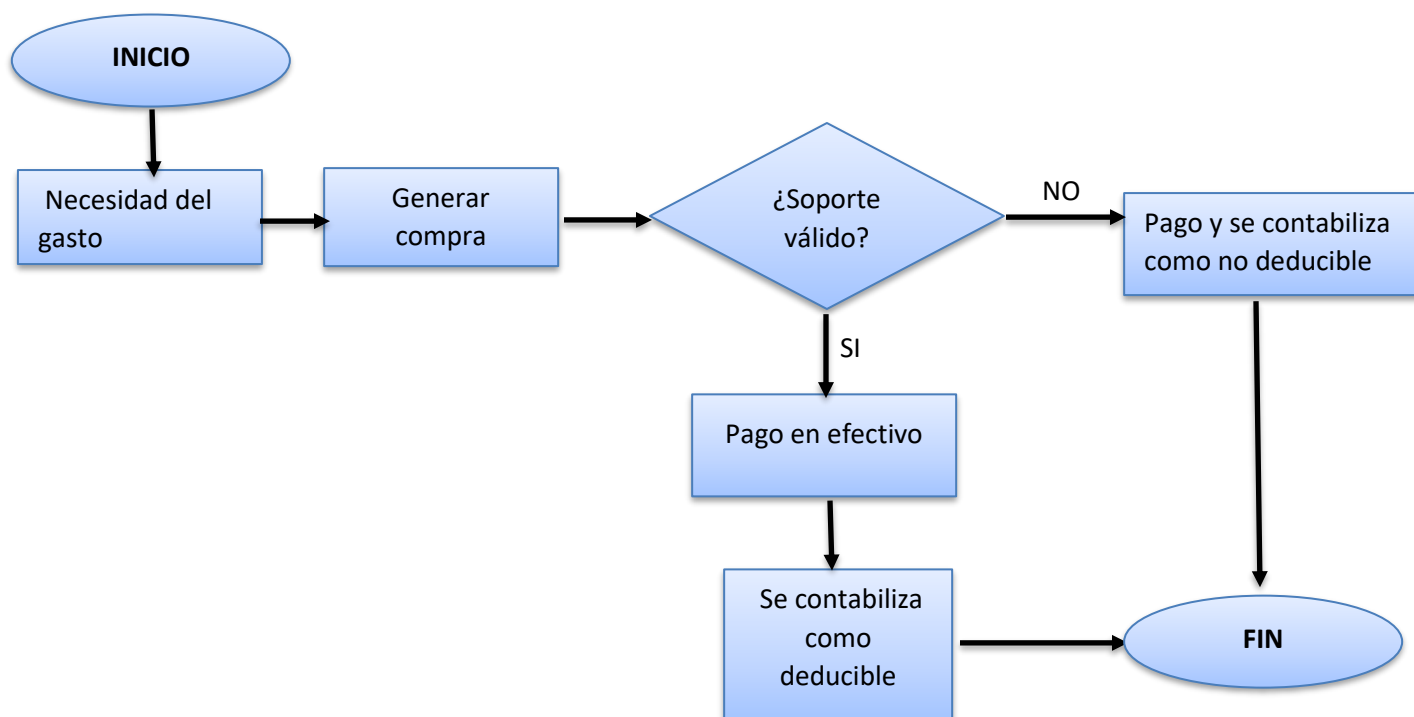 INICIO
Necesidad del
gasto
Generar
compra
¿Soporte
válido?
NO
Pago y se contabiliza
como no deducible
SI
Pago en efectivo
Se contabiliza
como
deducible
FIN